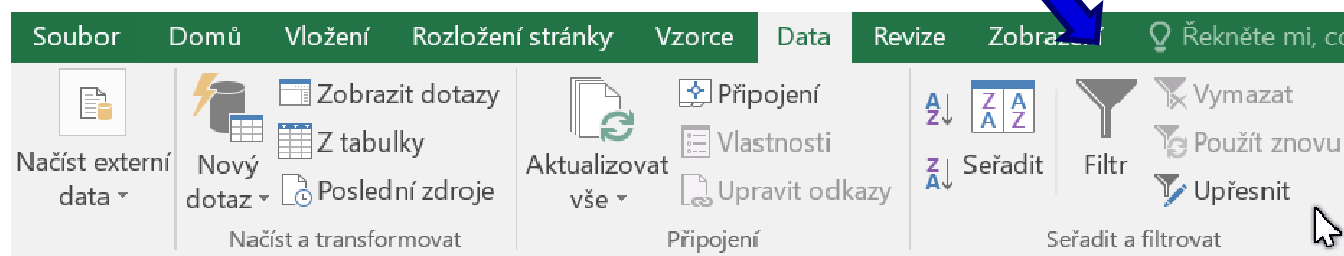 Soubor Domů Vložení Rozložení stránky Vzorce Data Revize Zobrazení Řekněte mi, co
Načíst externí
data
Nový
dotaz
Zobrazit dotazy
Z tabulky
Poslední zdroje
Načíst a transformovat
Aktualizovat
vše
Připojení
Vlastnosti
Upravit odkazy
Připojení
A
Z
Z
A
Z A
A Z
Seřadit
Filtr
Vymazat
Použít znovu
Upřesnit
Seřadit a filtrovat